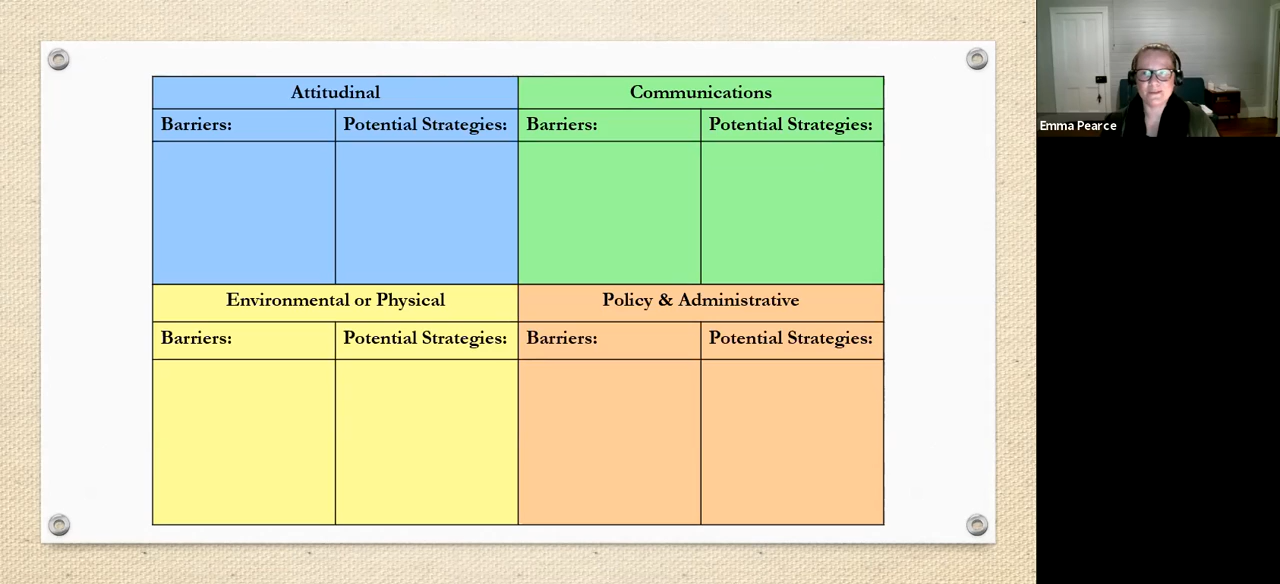 Attitudinal
Communications
Barriers:
Potential Strategies:
Barriers:
Potential Strategies:
Environmental or Physical
Policy & Administrative
Barriers:
Potential Strategies:
Barriers:
Potential Strategies:
Emma Pearce